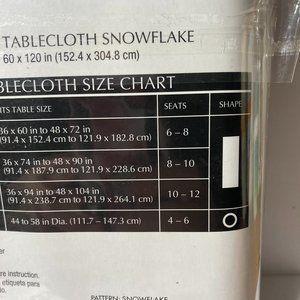 TABLECLOTH SNOWFLAKE
60 x 120 in (152.4 x 304.8 cm)
BLECLOTH SIZE CHART
ITS TABLE SIZE SEATS SHAPE
36 x 60 in to 48 x 72 in
(91.4 x 152.4 cm to 121.9 x 182.8 cm) 6 – 8
36 x 74 in to 48 x 90 in
(91.4 x 187.9 cm to 121.9 x 228.6 cm) 8 – 10
36 x 94 in to 48 x 104 in
(91.4 x 238.7 cm to 121.9 x 264.1 cm) 10 – 12
44 to 58 in Dia. (111.7 – 147.3 cm) 4 – 6
er
re instruction.
etiqueta para
o.
PATTERN: SNOWFLAKE